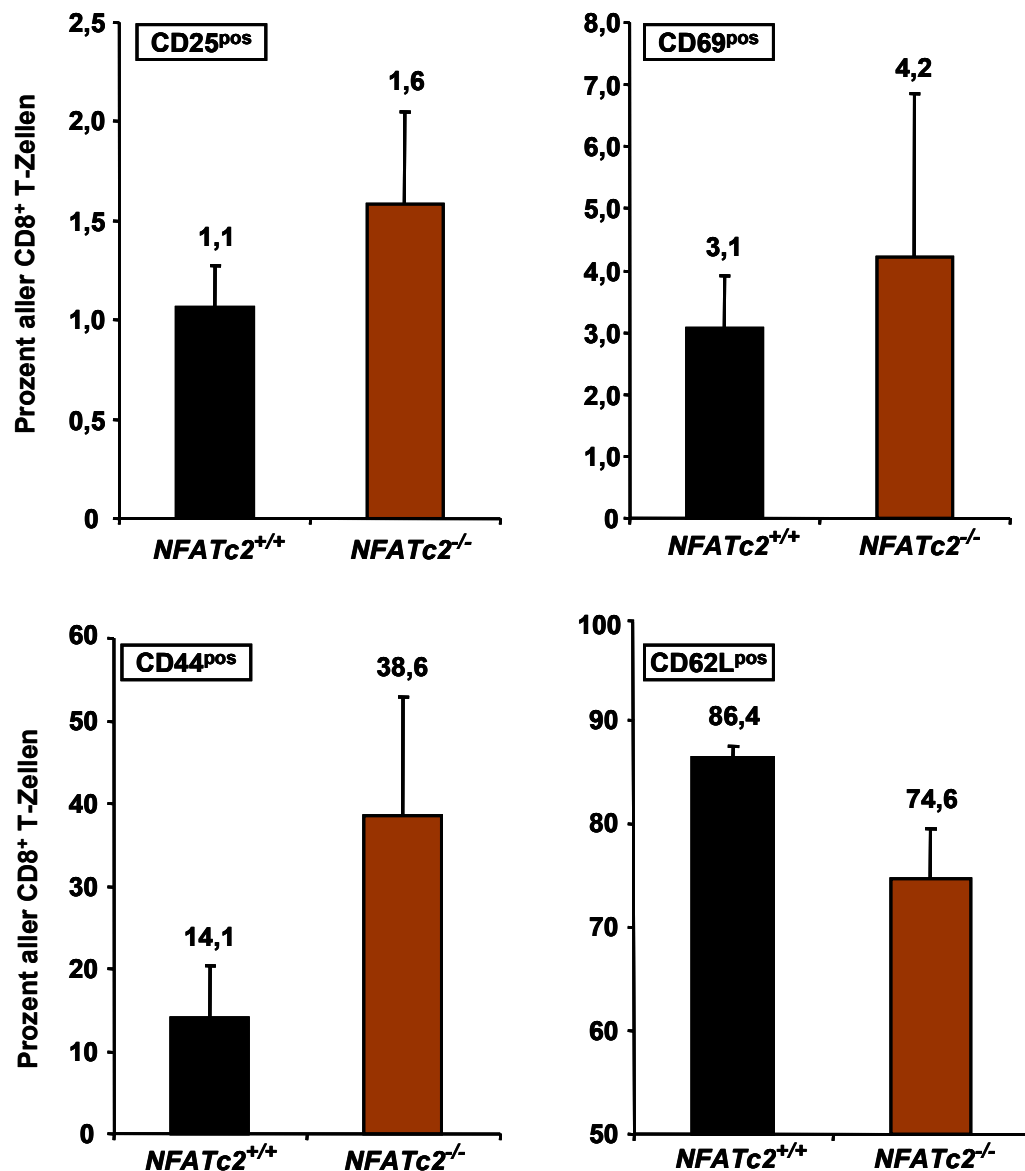 Prozent aller CD8⁺ T-Zellen
2,5
2,0
1,5
1,0
0,5
0
CD25ᵖᵒˢ
1,1
1,6
NFATc2⁺/⁺
NFATc2⁻/⁻
8,0
7,0
6,0
5,0
4,0
3,0
2,0
1,0
0
CD69ᵖᵒˢ
3,1
4,2
NFATc2⁺/⁺
NFATc2⁻/⁻
Prozent aller CD8⁺ T-Zellen
60
50
40
30
20
10
0
CD44ᵖᵒˢ
14,1
38,6
NFATc2⁺/⁺
NFATc2⁻/⁻
100
90
80
70
60
50
CD62Lᵖᵒˢ
86,4
74,6
NFATc2⁺/⁺
NFATc2⁻/⁻